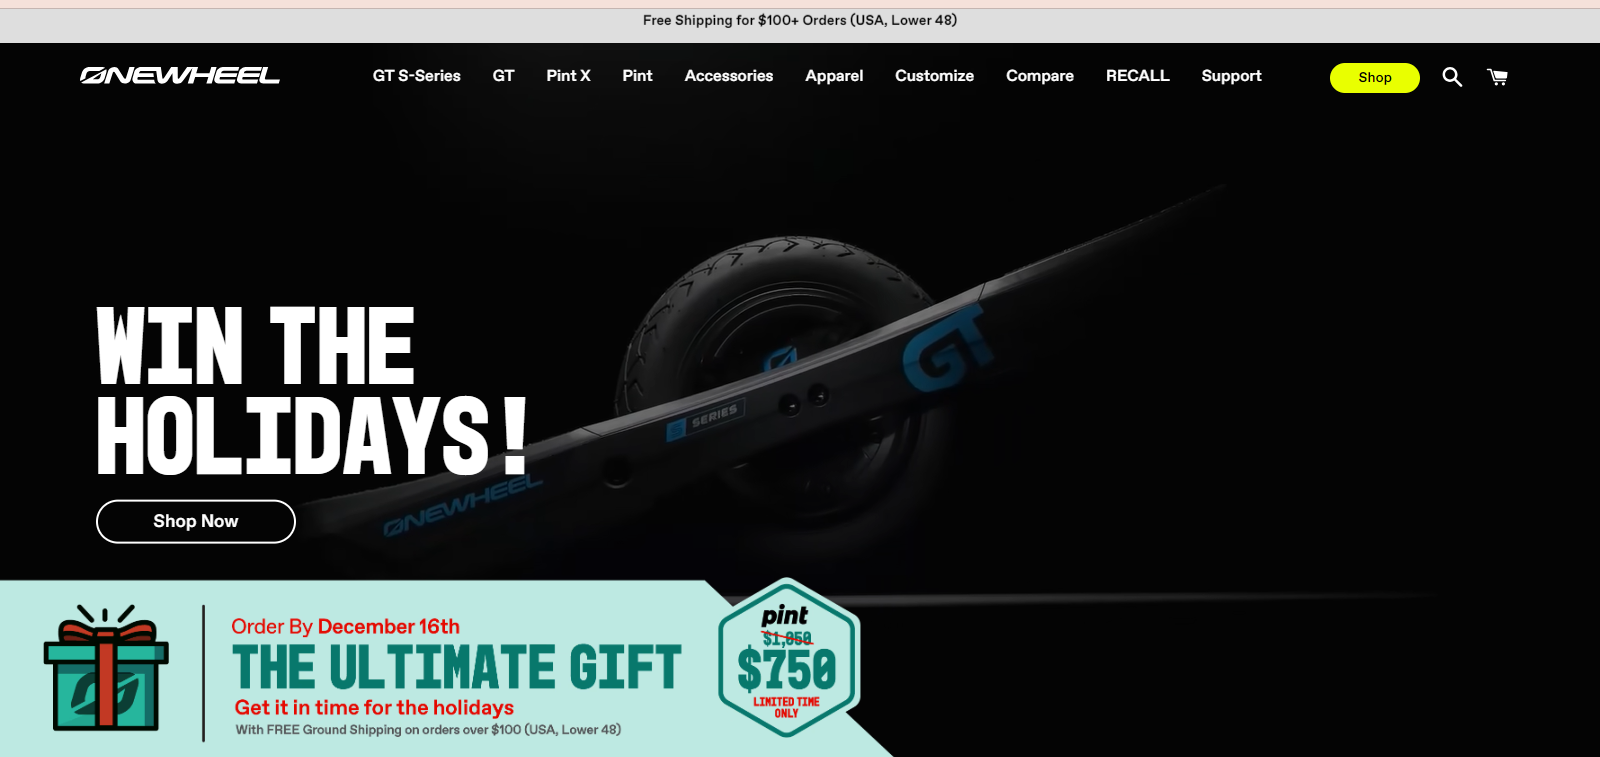 Free Shipping for $100+ Orders (USA, Lower 48)
ONEWHEEL
GT S-Series GT Pint X Pint Accessories Apparel Customize Compare RECALL Support Shop
WIN THE
HOLIDAYS!
Shop Now
GT
S SERIES
ONEWHEEL
Order By December 16th
THE ULTIMATE GIFT
Get it in time for the holidays
With FREE Ground Shipping on orders over $100 (USA, Lower 48)
pint
$1,050
$750
LIMITED TIME
ONLY